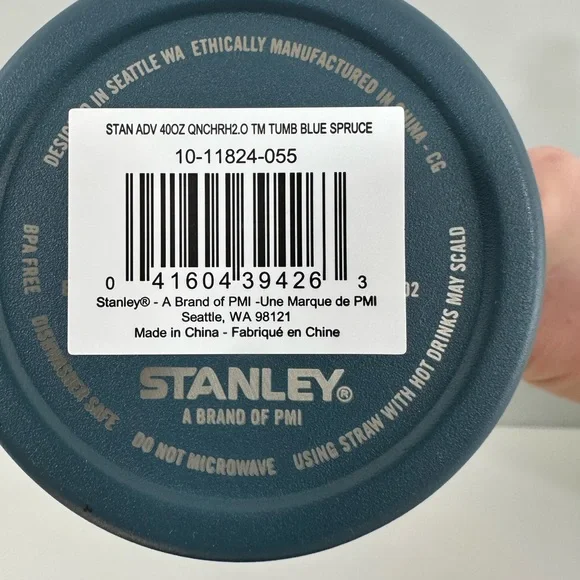 DESIGNED IN SEATTLE WA ETHICALLY MANUFACTURED IN CHINA - CG
STAN ADV 40OZ QNCHRH2.O TM TUMB BLUE SPRUCE
10-11824-055
0 41604 39426 3
Stanley® - A Brand of PMI -Une Marque de PMI
Seattle, WA 98121
Made in China - Fabriqué en Chine
02
STANLEY®
A BRAND OF PMI
BPA FREE
DISHWASHER SAFE
DO NOT MICROWAVE
USING STRAW WITH HOT DRINKS MAY SCALD